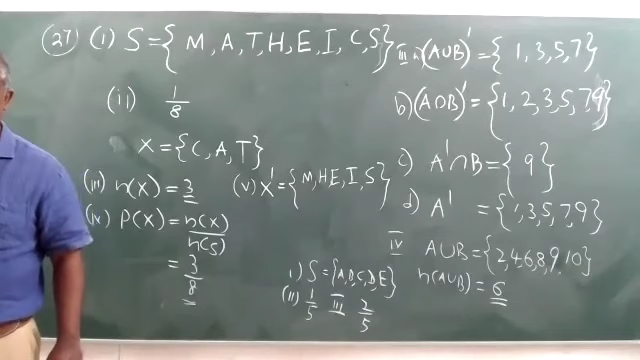 (27) (i) S = { M, A, T, H, E, I, C, S }
(ii) 1/8
X = {C, A, T}
(iii) n(X) = 3
(iv) P(X) = n(X)/n(S)
= 3/8
(v) X' = { M, H, E, I, S }
III a) (A∪B)' = { 1, 3, 5, 7 }
b) (A∩B)' = { 1, 2, 3, 5, 7, 9 }
c) A'∩B = { 9 }
d) A' = { 1, 3, 5, 7, 9 }
IV A∪B = { 2, 4, 6, 8, 9, 10 }
n(A∪B) = 6
i) S = {A, B, C, D, E}
(ii) 1/5 III 2/5